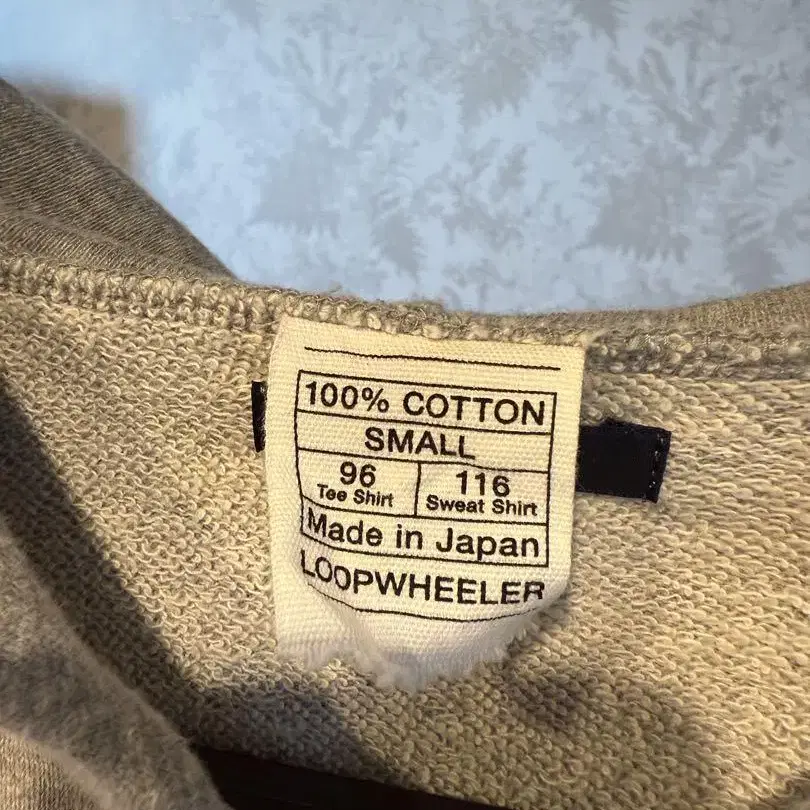 100% COTTON
SMALL
96 116
Tee Shirt Sweat Shirt
Made in Japan
LOOPWHEELER